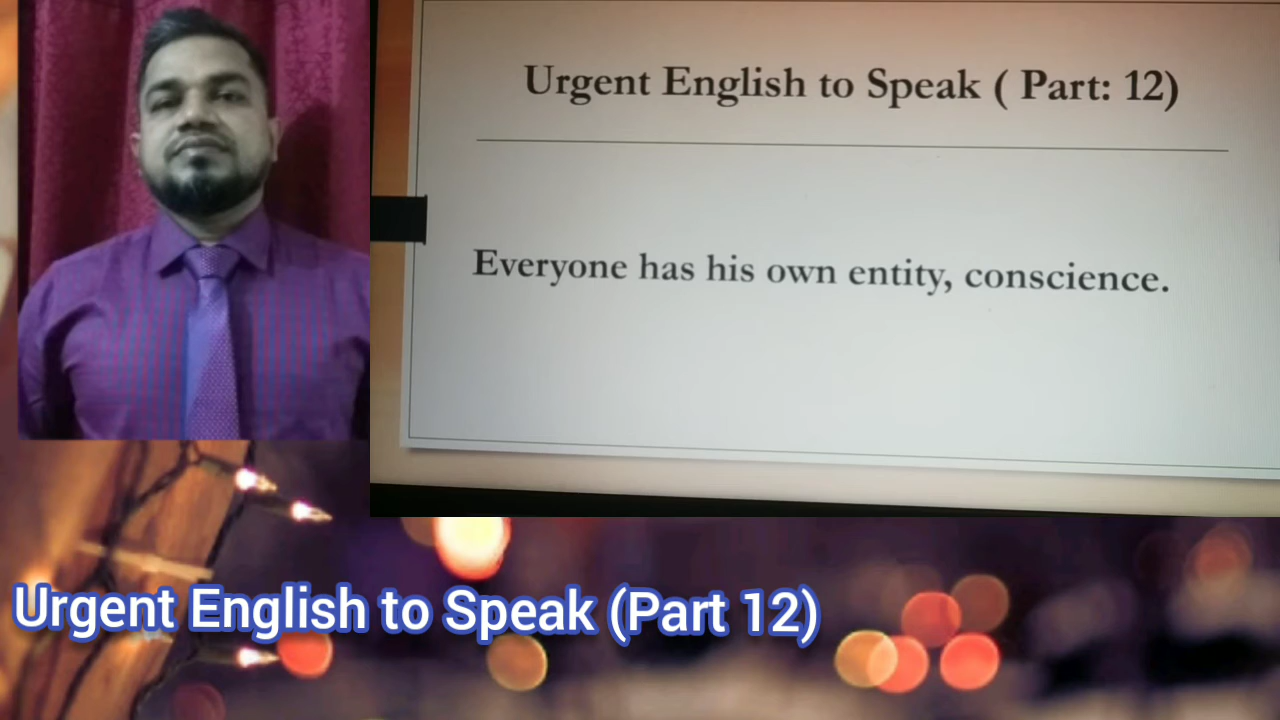 Urgent English to Speak ( Part: 12)
Everyone has his own entity, conscience.
Urgent English to Speak (Part 12)